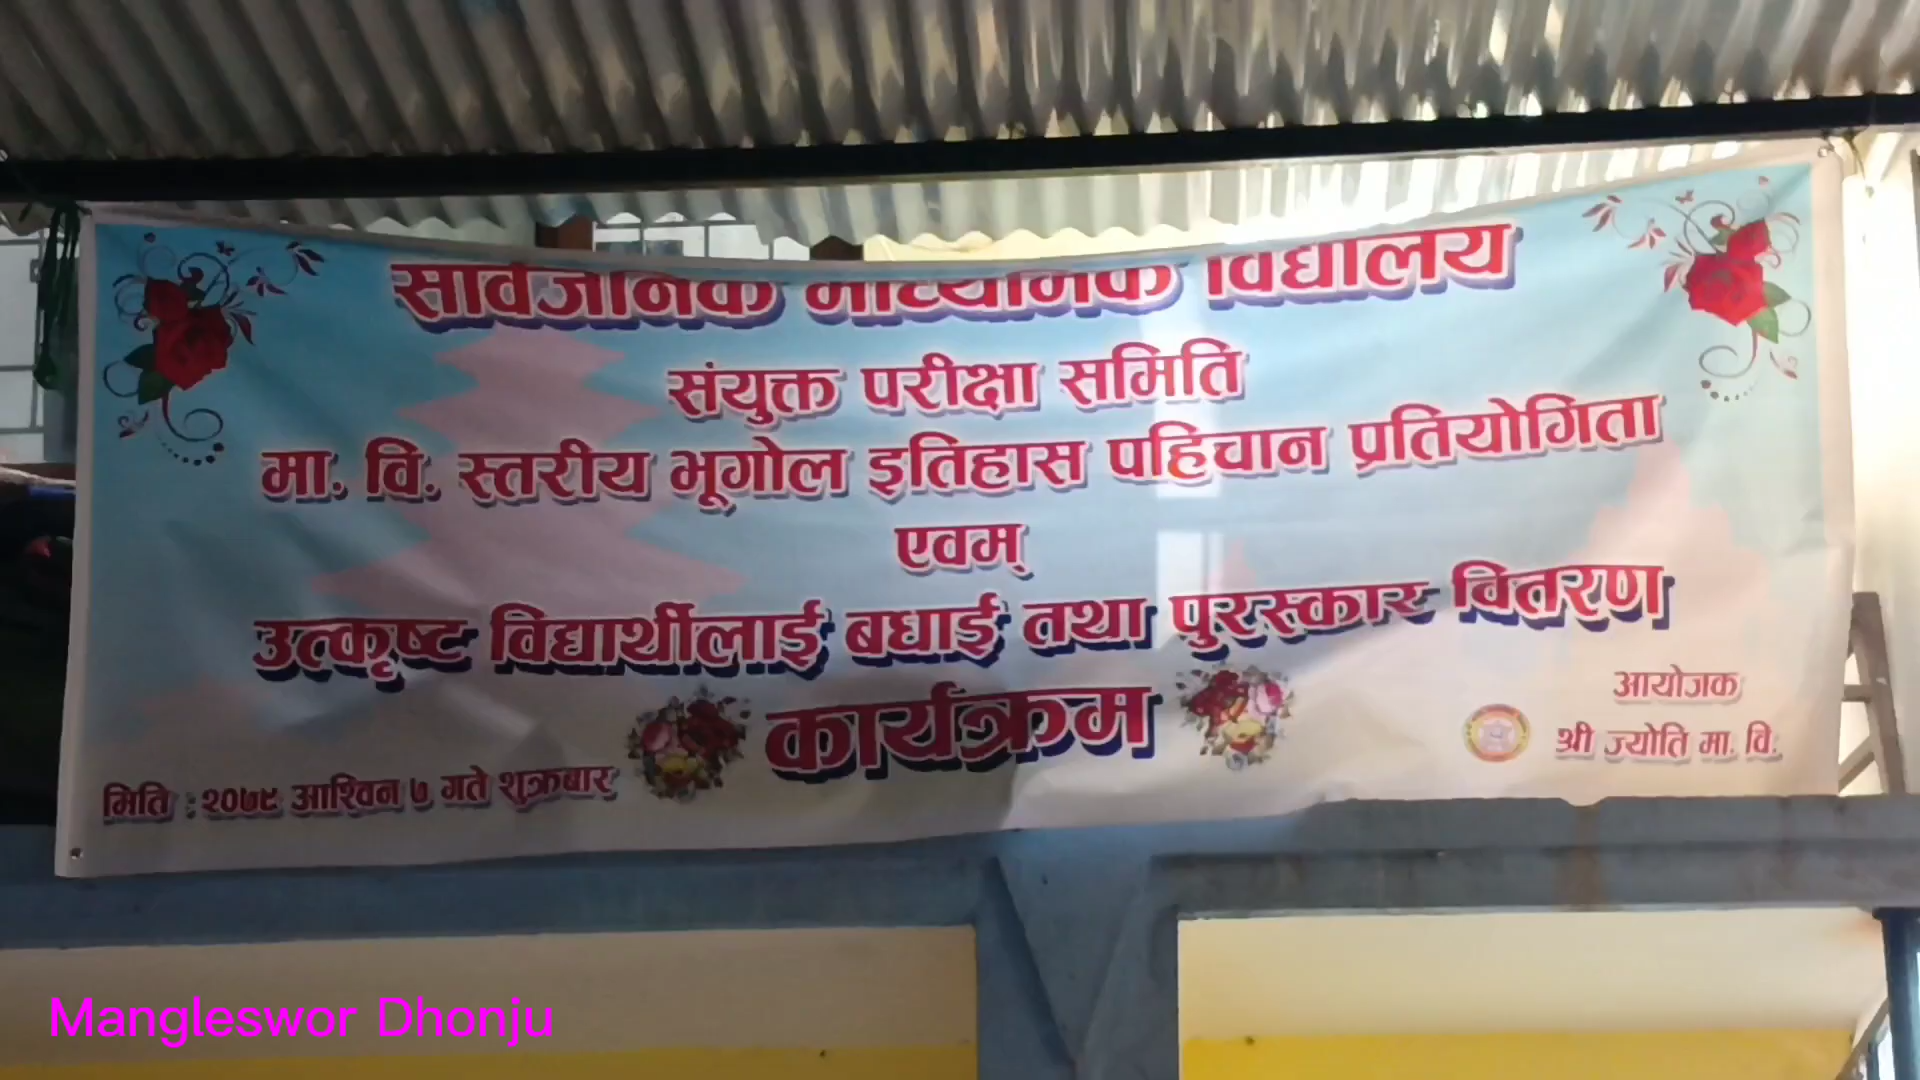 सार्वजनिक माध्यमिक विद्यालय
संयुक्त परीक्षा समिति
मा. वि. स्तरीय भूगोल इतिहास पहिचान प्रतियोगिता
एवम्
उत्कृष्ट विद्यार्थीलाई बधाई तथा पुरस्कार वितरण
कार्यक्रम
आयोजक
श्री ज्योति मा. वि.
मिति : २०७९ आश्विन ७ गते शुक्रबार
Mangleswor Dhonju